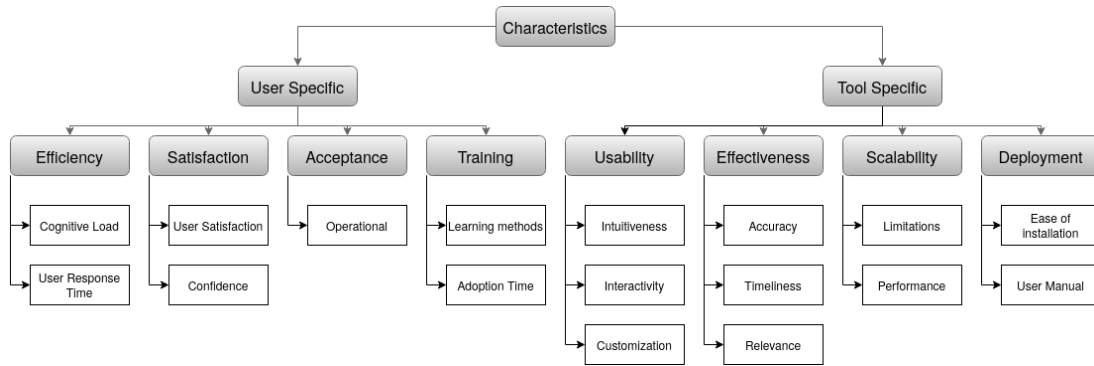 Characteristics
User Specific
Tool Specific
Efficiency
Satisfaction
Acceptance
Training
Usability
Effectiveness
Scalability
Deployment
Cognitive Load
User Satisfaction
Operational
Learning methods
Intuitiveness
Accuracy
Limitations
Ease of
installation
User Response
Time
Confidence
Adoption Time
Interactivity
Timeliness
Performance
User Manual
Customization
Relevance